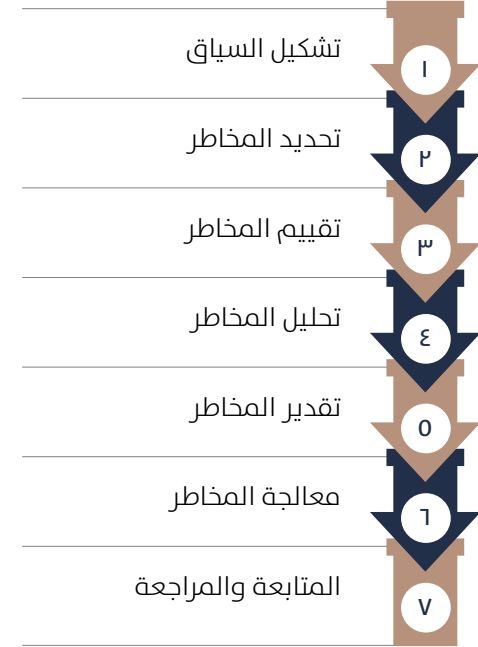 ١ تشكيل السياق
٢ تحديد المخاطر
٣ تقييم المخاطر
٤ تحليل المخاطر
٥ تقدير المخاطر
٦ معالجة المخاطر
٧ المتابعة والمراجعة